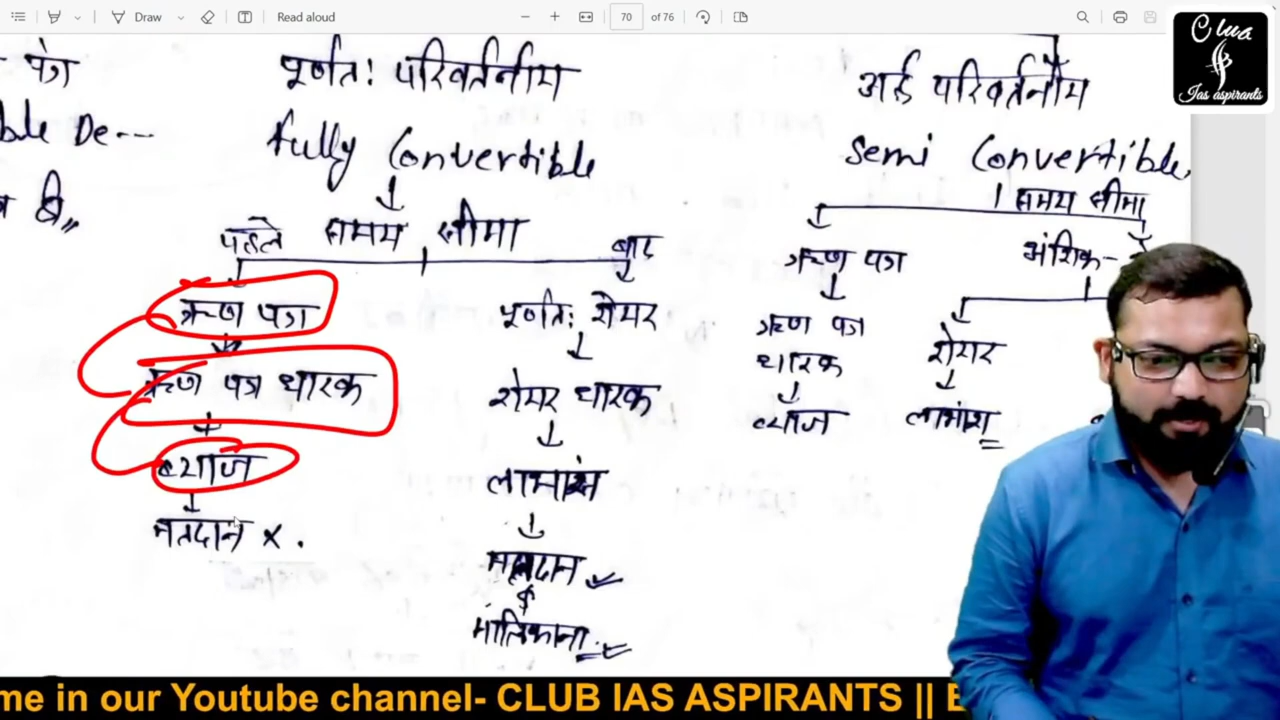 Draw
Read aloud
70 of 76
Club
Ias aspirants
पत्र
ble De---
पूर्णतः परिवर्तनीय
Fully Convertible
समय सीमा
पहले
बाद
ऋण पत्र
ऋण पत्र धारक
ब्याज
मतदान x .
पूर्णतः शेयर
शेयर धारक
लाभांश
मतदान ✓
&
मालिकाना
अर्द्ध परिवर्तनीय
Semi Convertible
समय सीमा
ऋण पत्र
ऋण पत्र
धारक
ब्याज
आंशिक-
शेयर
लाभांश
me in our Youtube channel- CLUB IAS ASPIRANTS || E